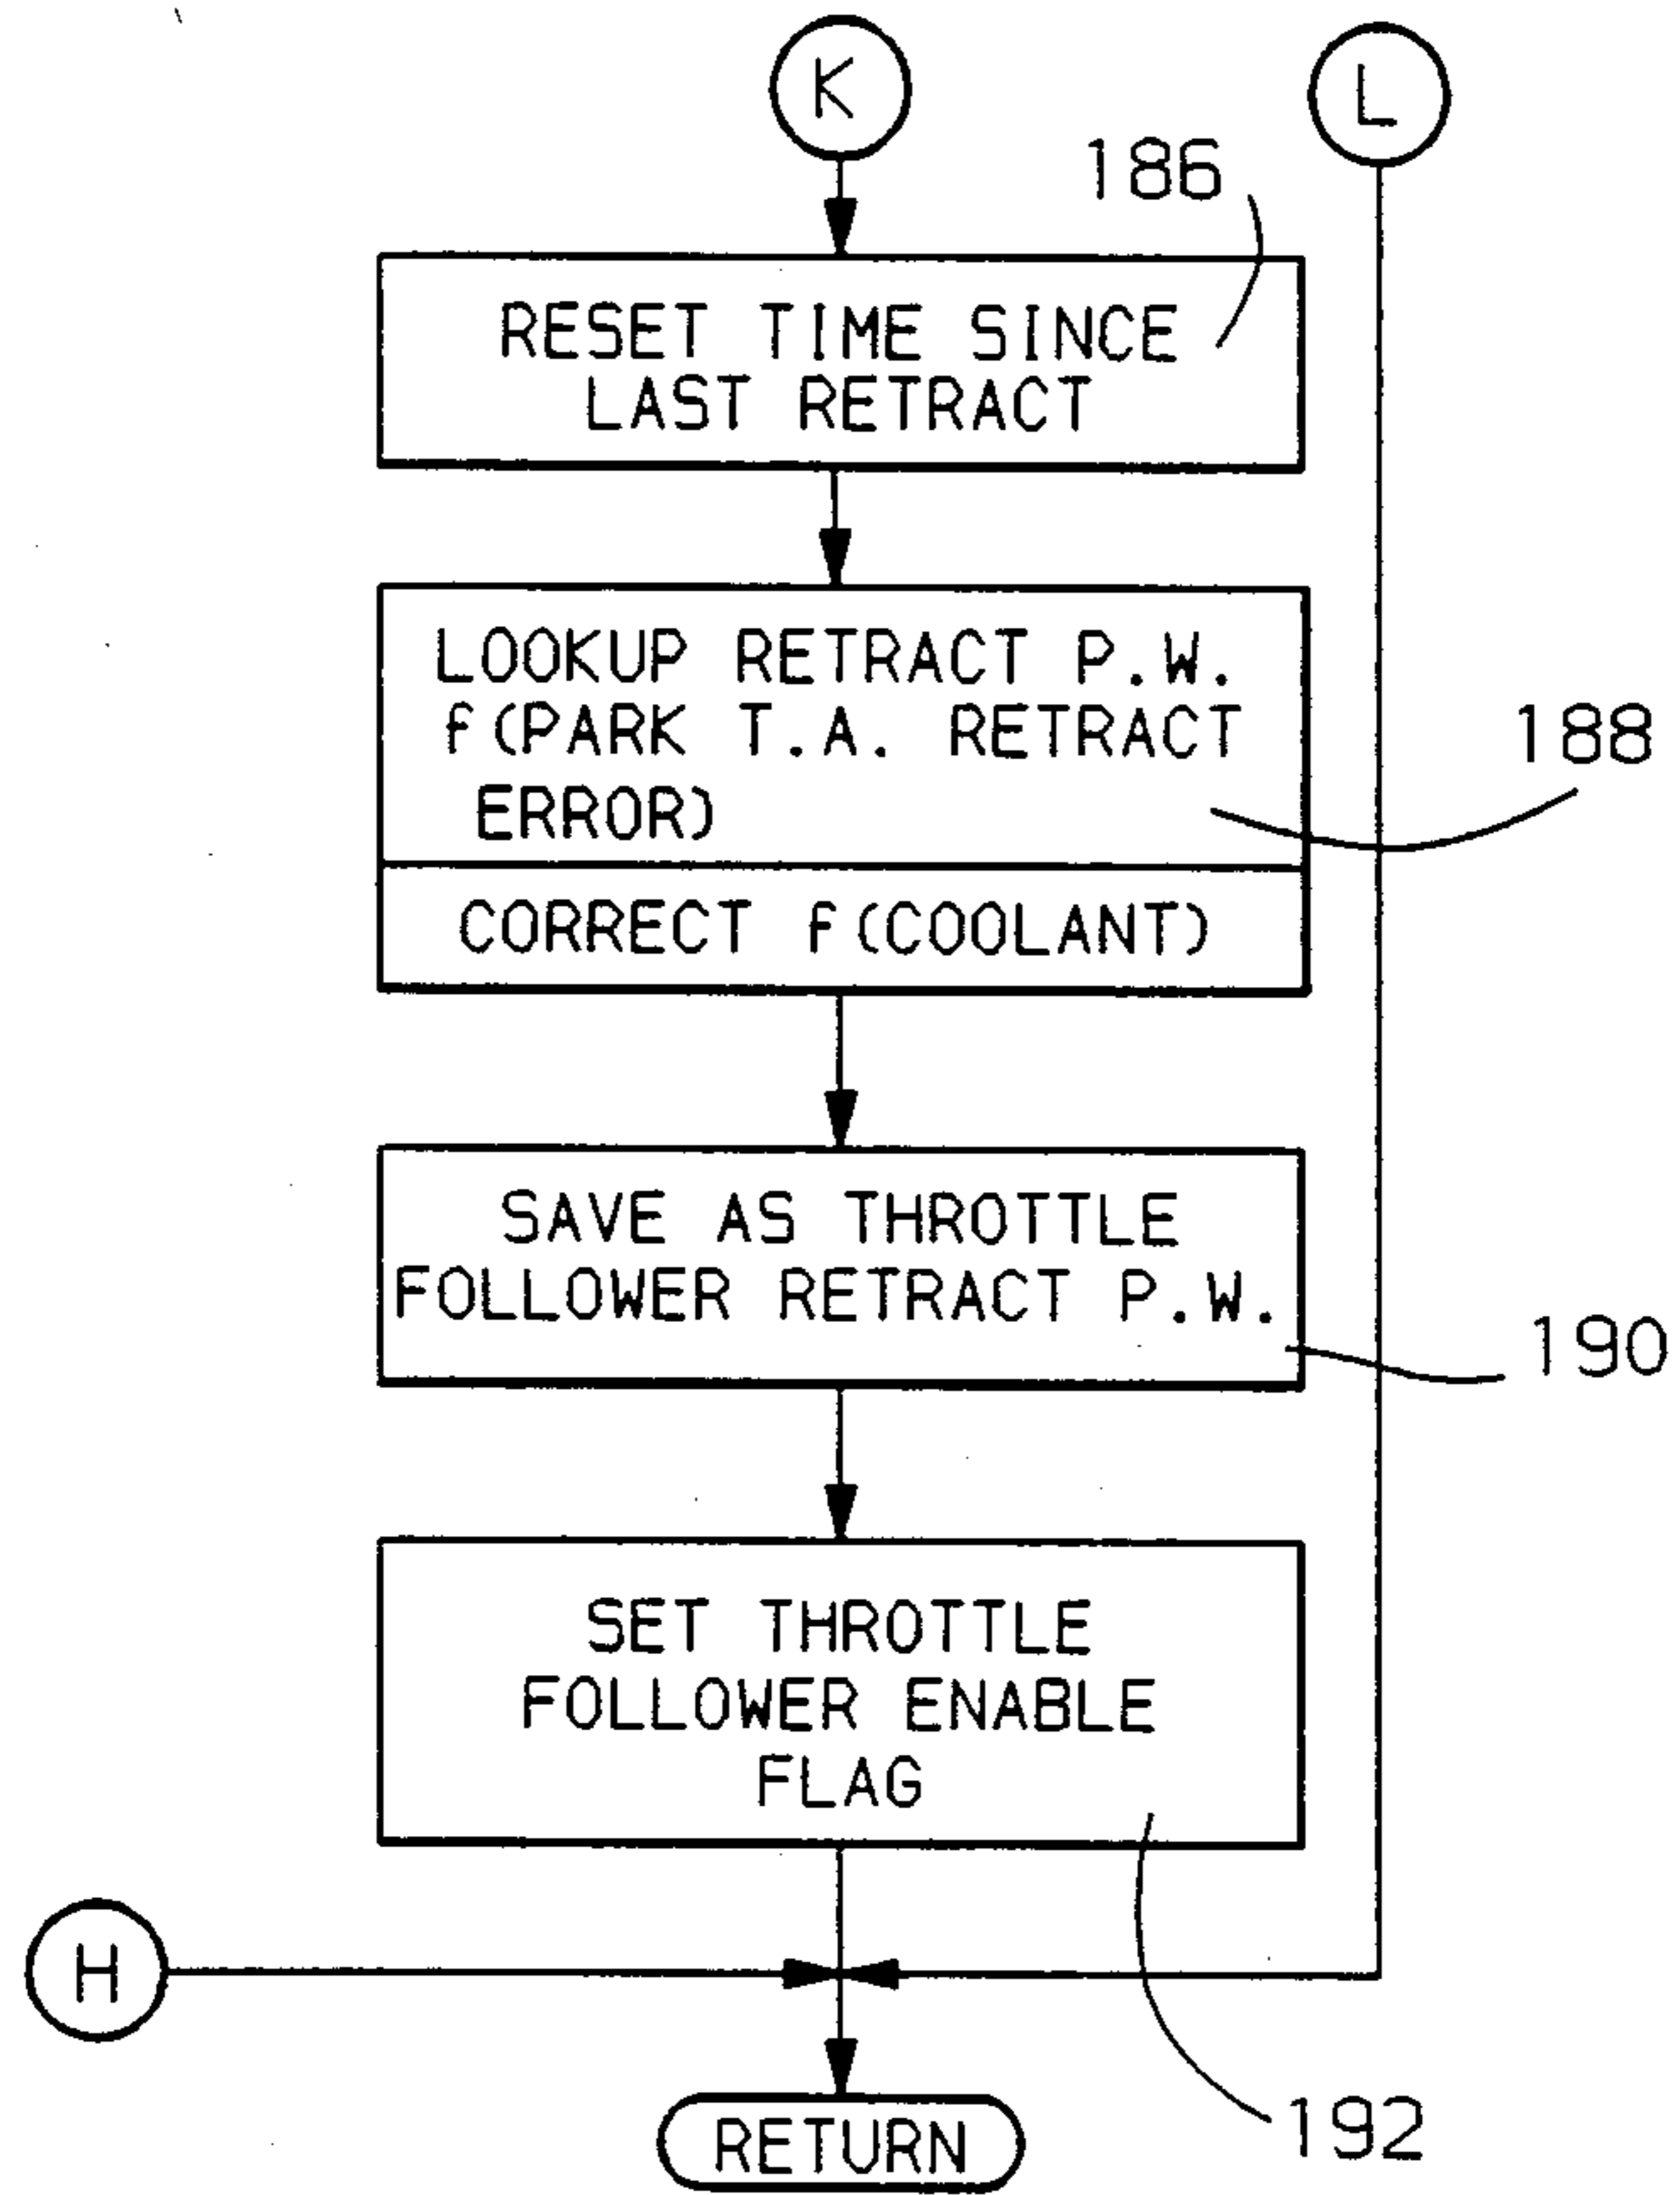 K
L
186
RESET TIME SINCE
LAST RETRACT
LOOKUP RETRACT P.W.
f(PARK T.A. RETRACT
ERROR)
188
CORRECT f(COOLANT)
SAVE AS THROTTLE
FOLLOWER RETRACT P.W.
190
SET THROTTLE
FOLLOWER ENABLE
FLAG
H
192
RETURN